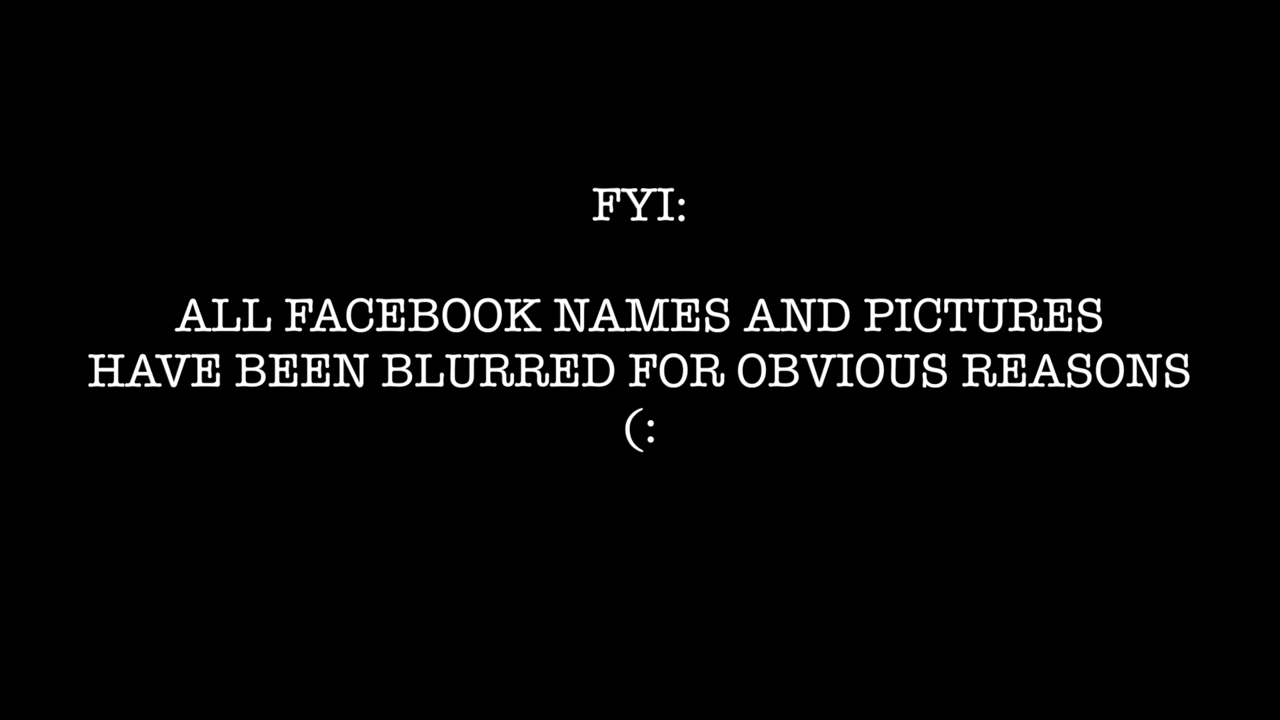 FYI:
ALL FACEBOOK NAMES AND PICTURES
HAVE BEEN BLURRED FOR OBVIOUS REASONS
(: